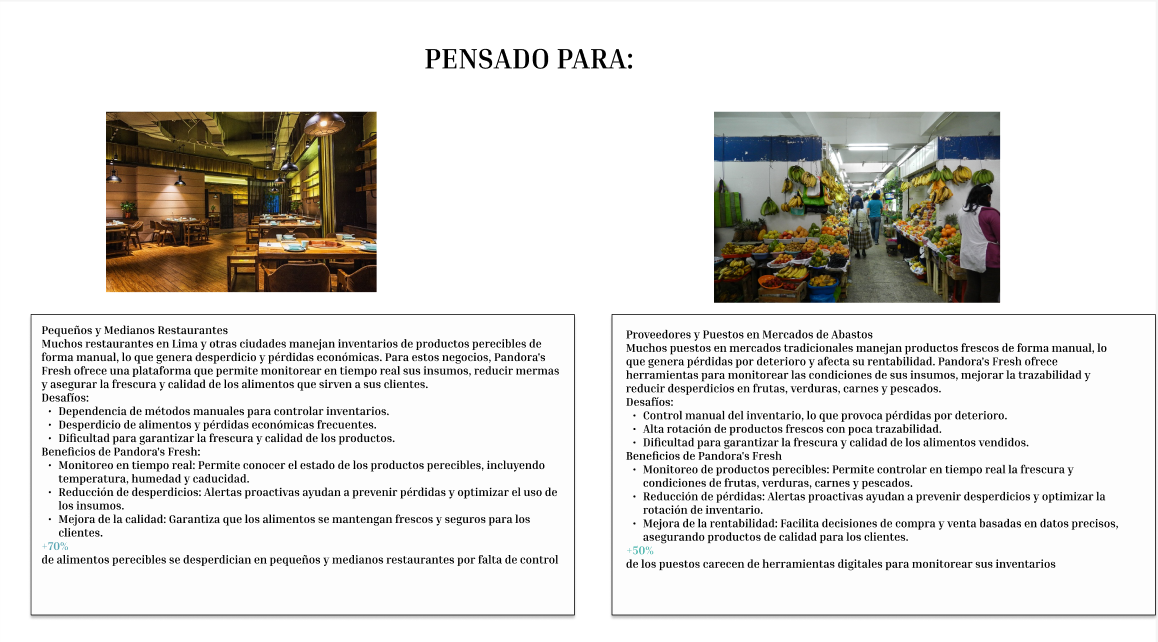 PENSADO PARA:
Pequeños y Medianos Restaurantes
Muchos restaurantes en Lima y otras ciudades manejan inventarios de productos perecibles de
forma manual, lo que genera desperdicio y pérdidas económicas. Para estos negocios, Pandora's
Fresh ofrece una plataforma que permite monitorear en tiempo real sus insumos, reducir mermas
y asegurar la frescura y calidad de los alimentos que sirven a sus clientes.
Desafíos:
• Dependencia de métodos manuales para controlar inventarios.
• Desperdicio de alimentos y pérdidas económicas frecuentes.
• Dificultad para garantizar la frescura y calidad de los productos.
Beneficios de Pandora's Fresh:
• Monitoreo en tiempo real: Permite conocer el estado de los productos perecibles, incluyendo
temperatura, humedad y caducidad.
• Reducción de desperdicios: Alertas proactivas ayudan a prevenir pérdidas y optimizar el uso de
los insumos.
• Mejora de la calidad: Garantiza que los alimentos se mantengan frescos y seguros para los
clientes.
+70%
de alimentos perecibles se desperdician en pequeños y medianos restaurantes por falta de control
Proveedores y Puestos en Mercados de Abastos
Muchos puestos en mercados tradicionales manejan productos frescos de forma manual, lo
que genera pérdidas por deterioro y afecta su rentabilidad. Pandora's Fresh ofrece
herramientas para monitorear las condiciones de sus insumos, mejorar la trazabilidad y
reducir desperdicios en frutas, verduras, carnes y pescados.
Desafíos:
• Control manual del inventario, lo que provoca pérdidas por deterioro.
• Alta rotación de productos frescos con poca trazabilidad.
• Dificultad para garantizar la frescura y calidad de los alimentos vendidos.
Beneficios de Pandora's Fresh
• Monitoreo de productos perecibles: Permite controlar en tiempo real la frescura y
condiciones de frutas, verduras, carnes y pescados.
• Reducción de pérdidas: Alertas proactivas ayudan a prevenir desperdicios y optimizar la
rotación de inventario.
• Mejora de la rentabilidad: Facilita decisiones de compra y venta basadas en datos precisos,
asegurando productos de calidad para los clientes.
+50%
de los puestos carecen de herramientas digitales para monitorear sus inventarios